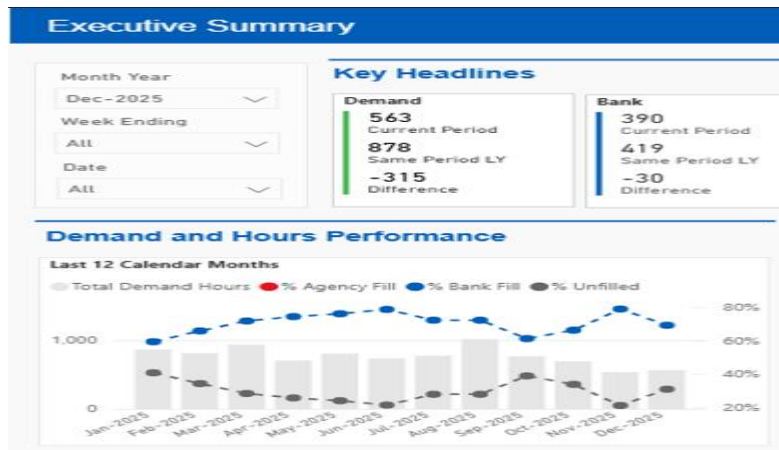 Executive Summary
Month Year
Dec-2025
Week Ending
All
Date
All
Key Headlines
Demand
563
Current Period
878
Same Period LY
-315
Difference
Bank
390
Current Period
419
Same Period LY
-30
Difference
Demand and Hours Performance
Last 12 Calendar Months
Total Demand Hours % Agency Fill % Bank Fill % Unfilled
1,000
0
80%
60%
40%
20%
Jan-2025
Feb-2025
Mar-2025
Apr-2025
May-2025
Jun-2025
Jul-2025
Aug-2025
Sep-2025
Oct-2025
Nov-2025
Dec-2025